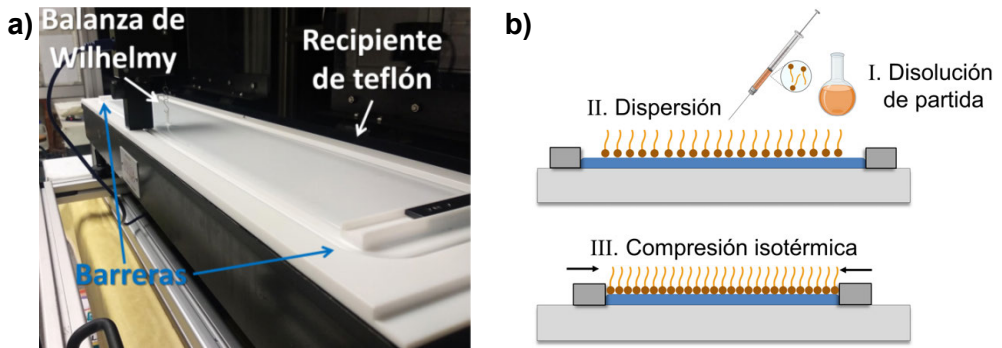 a)
Balanza de
Wilhelmy
Recipiente
de teflón
Barreras
b)
I. Disolución
de partida
II. Dispersión
III. Compresión isotérmica